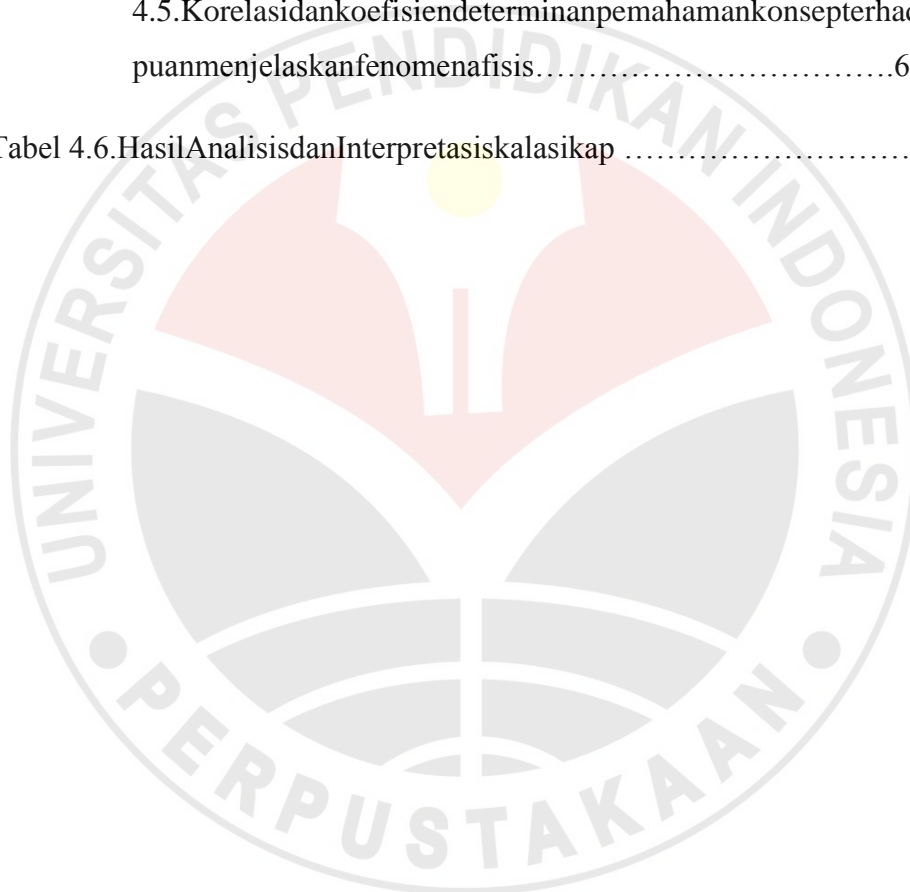 4.5.Korelasidankoefisiendeterminanpemahamankonsepterhad
puanmenjelaskanfenomenafisis…………………………….6
Tabel 4.6.HasilAnalisisdanInterpretasiskalasikap ………………………
UNIVERSITAS PENDIDIKAN INDONESIA
• PERPUSTAKAAN •